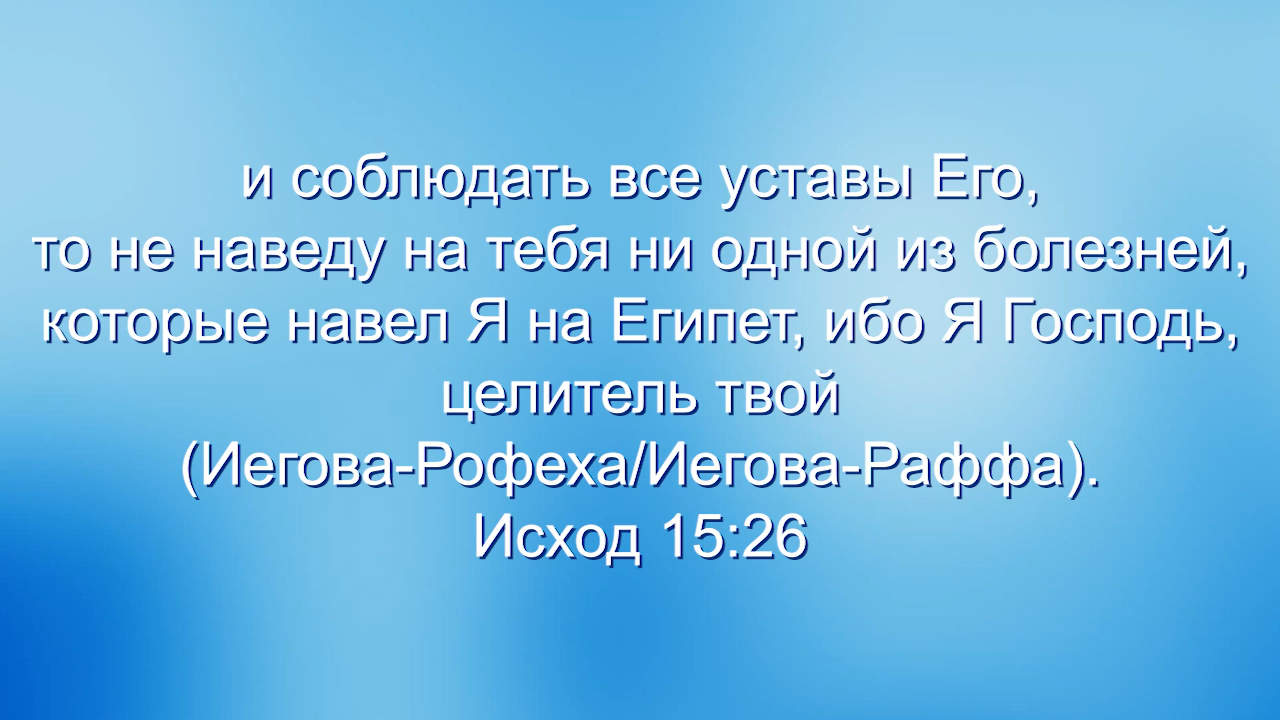 и соблюдать все уставы Его,
то не наведу на тебя ни одной из болезней,
которые навел Я на Египет, ибо Я Господь,
целитель твой
(Иегова-Рофеха/Иегова-Раффа).
Исход 15:26